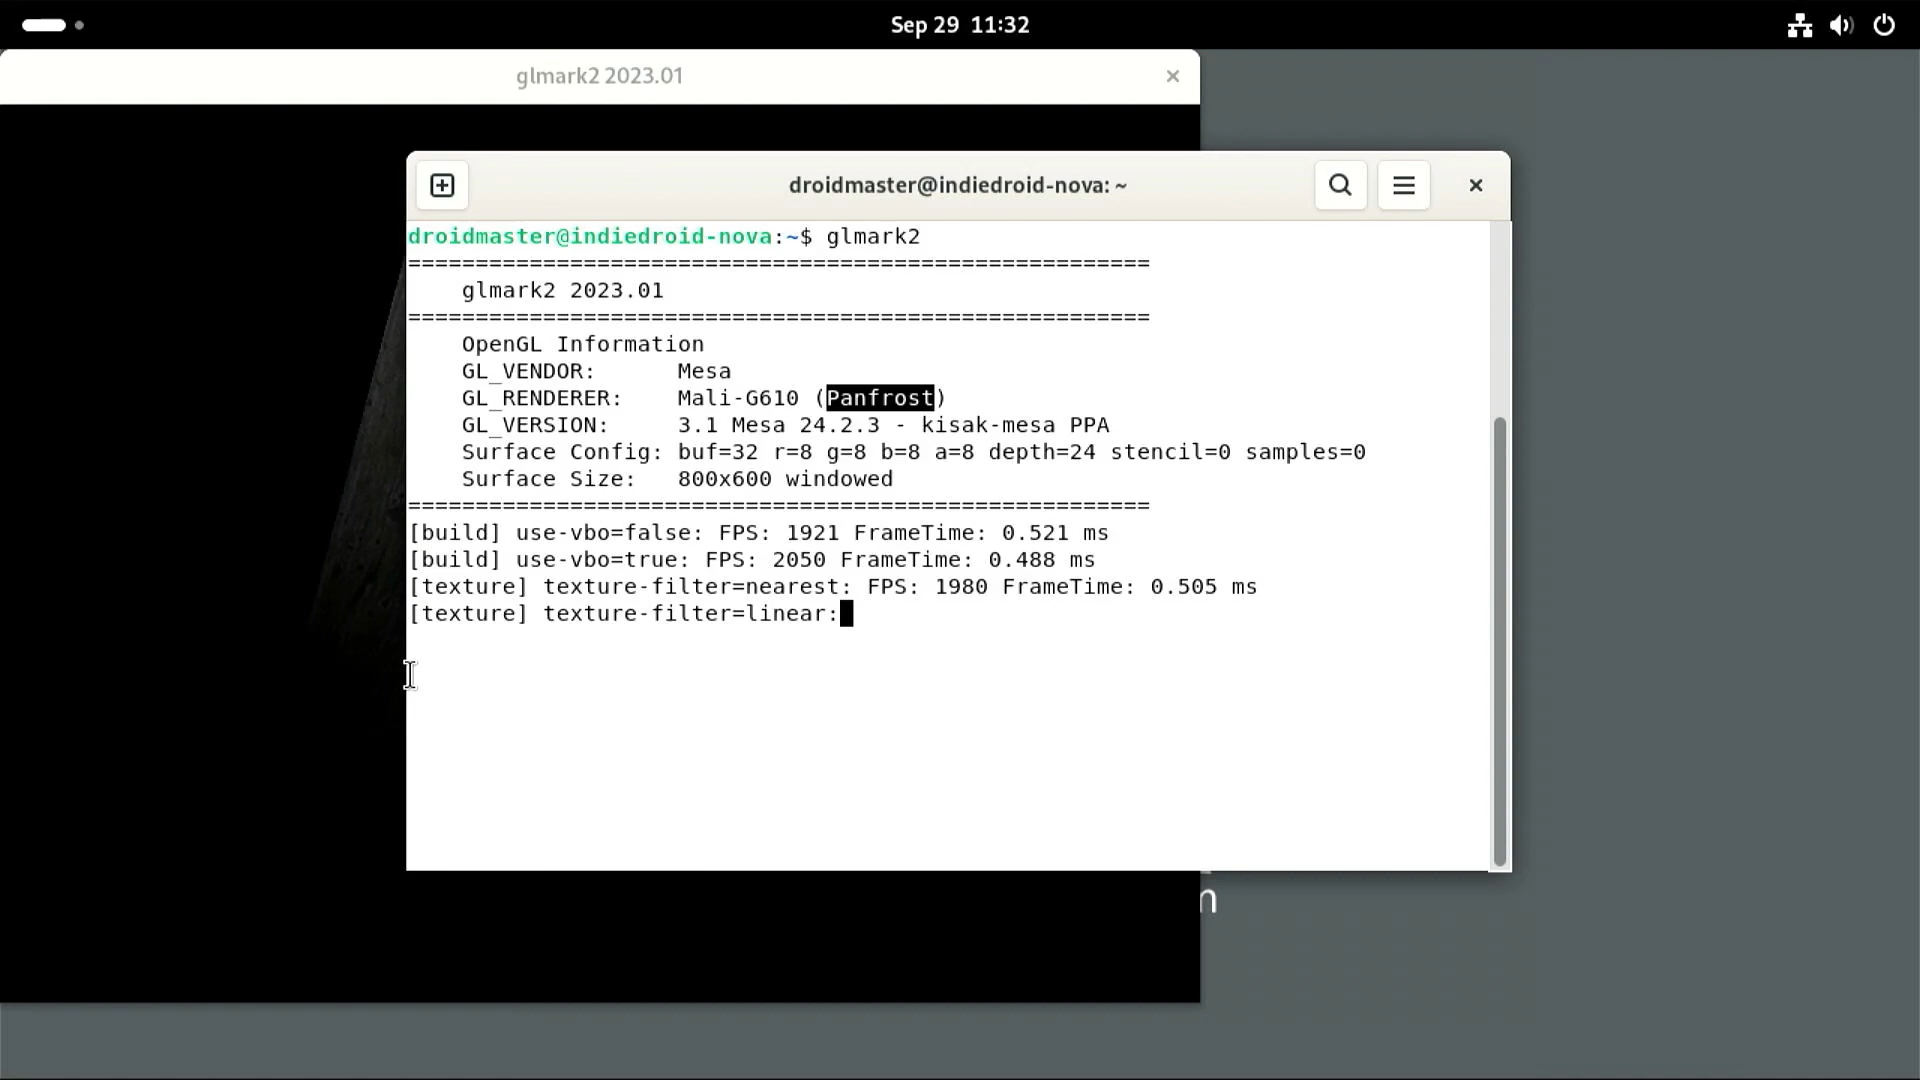 Sep 29 11:32
glmark2 2023.01
droidmaster@indiedroid-nova: ~
droidmaster@indiedroid-nova:~$ glmark2
=======================================================
glmark2 2023.01
=======================================================
OpenGL Information
GL_VENDOR: Mesa
GL_RENDERER: Mali-G610 (Panfrost)
GL_VERSION: 3.1 Mesa 24.2.3 - kisak-mesa PPA
Surface Config: buf=32 r=8 g=8 b=8 a=8 depth=24 stencil=0 samples=0
Surface Size: 800x600 windowed
=======================================================
[build] use-vbo=false: FPS: 1921 FrameTime: 0.521 ms
[build] use-vbo=true: FPS: 2050 FrameTime: 0.488 ms
[texture] texture-filter=nearest: FPS: 1980 FrameTime: 0.505 ms
[texture] texture-filter=linear:
n